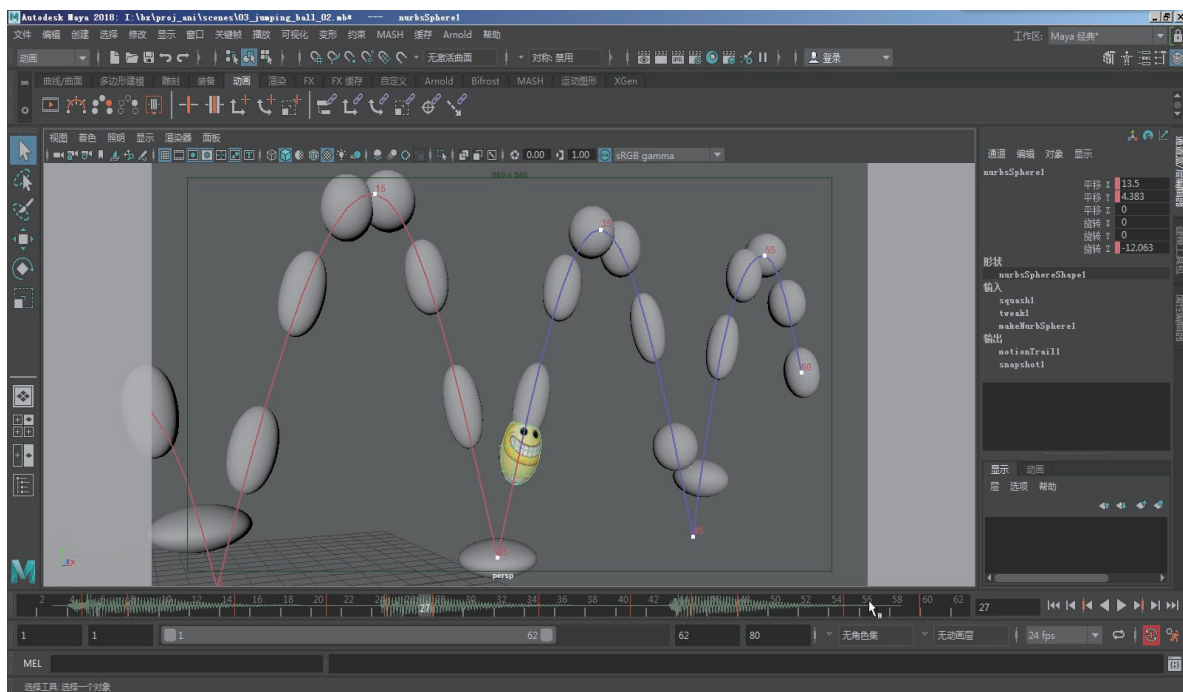 Autodesk Maya 2018: I:\bx\proj_ani\scenes\03_jumping_ball_02.mb* --- nurbsSphere1
文件 编辑 创建 选择 修改 显示 窗口 关键帧 播放 可视化 变形 约束 MASH 缓存 Arnold 帮助
工作区: Maya 经典*
动画 无激活曲面 对称: 禁用 登录
曲线/曲面 多边形建模 雕刻 装备 动画 渲染 FX FX 缓存 自定义 Arnold Bifrost MASH 运动图形 XGen
视图 着色 照明 显示 渲染器 面板
0.00 1.00 sRGB gamma
960 x 540
15
35
55
60
45
25
persp
通道 编辑 对象 显示
nurbsSphere1
平移 X 13.5
平移 Y 4.383
平移 Z 0
旋转 X 0
旋转 Y 0
旋转 Z -12.063
形状
nurbsSphereShape1
输入
squash1
tweak1
makeNurbSphere1
输出
motionTrail1
snapshot1
显示 动画
层 选项 帮助
2 4 10 12 14 16 18 20 22 24 27 30 32 34 36 38 40 42 50 52 54 56 58 60 62 27
1 1 1 62 62 80 无角色集 无动画层 24 fps
MEL
选择工具: 选择一个对象